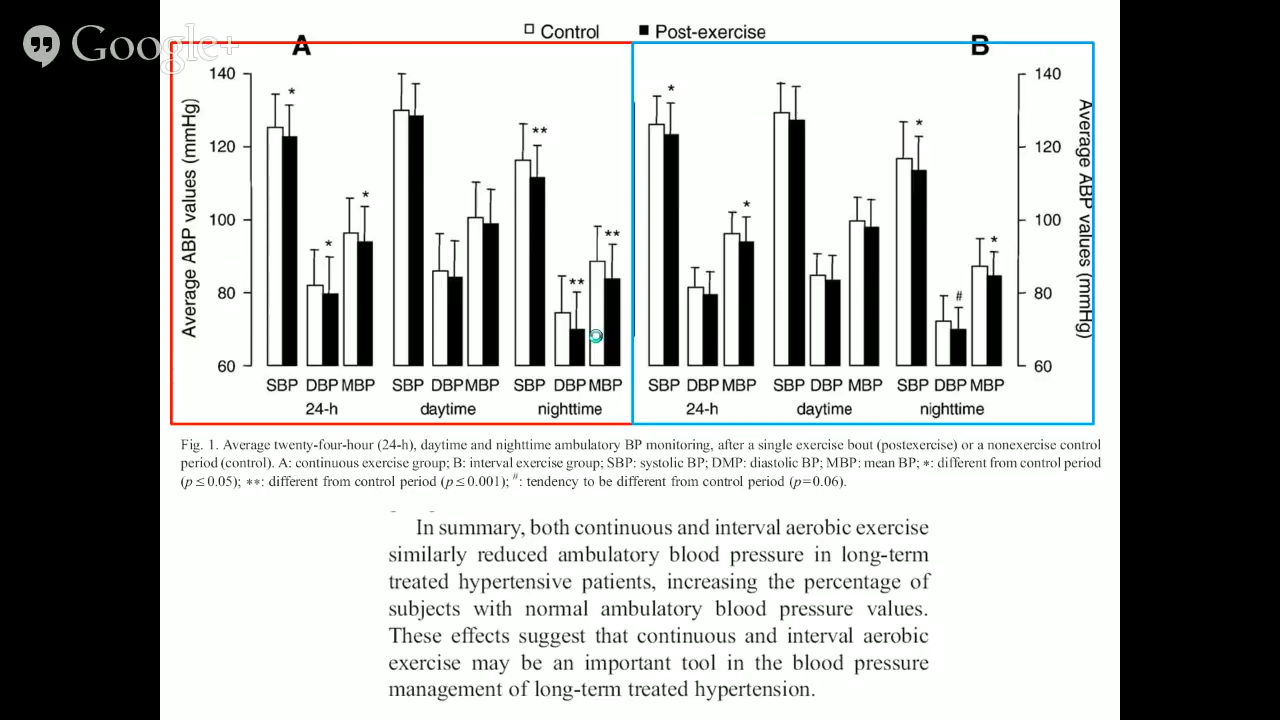 Google+
Control
Post-exercise
A
B
Average ABP values (mmHg)
140
120
100
80
60
*
*
*
**
**
**
SBP DBP MBP
24-h
SBP DBP MBP
daytime
SBP DBP MBP
nighttime
*
*
*
#
*
SBP DBP MBP
24-h
SBP DBP MBP
daytime
SBP DBP MBP
nighttime
140
120
100
80
60
Average ABP values (mmHg)
Fig. 1. Average twenty-four-hour (24-h), daytime and nighttime ambulatory BP monitoring, after a single exercise bout (postexercise) or a nonexercise control
period (control). A: continuous exercise group; B: interval exercise group; SBP: systolic BP; DMP: diastolic BP; MBP: mean BP; *: different from control period
(p ≤ 0.05); **: different from control period (p ≤ 0.001); #: tendency to be different from control period (p=0.06).
In summary, both continuous and interval aerobic exercise
similarly reduced ambulatory blood pressure in long-term
treated hypertensive patients, increasing the percentage of
subjects with normal ambulatory blood pressure values.
These effects suggest that continuous and interval aerobic
exercise may be an important tool in the blood pressure
management of long-term treated hypertension.